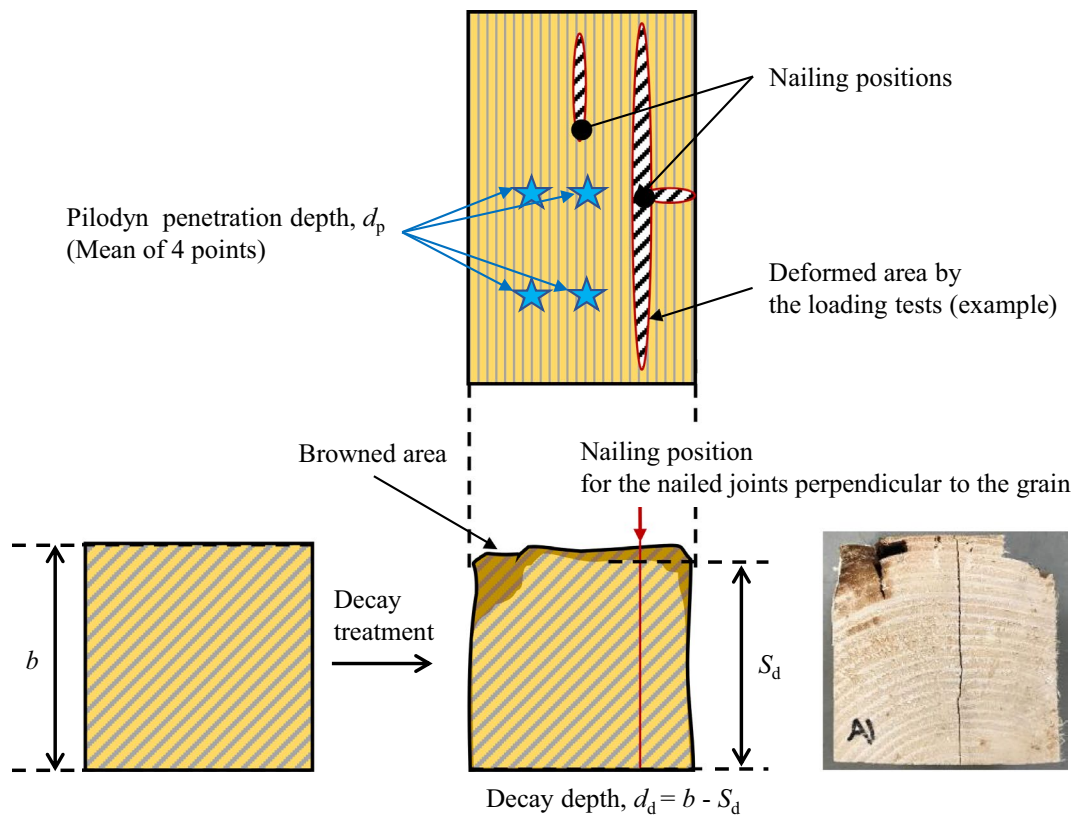 Nailing positions
Pilodyn penetration depth, dp
(Mean of 4 points)
Deformed area by
the loading tests (example)
Browned area
Nailing position
for the nailed joints perpendicular to the grain
b
Decay
treatment
Sd
A)
Decay depth, dd = b - Sd